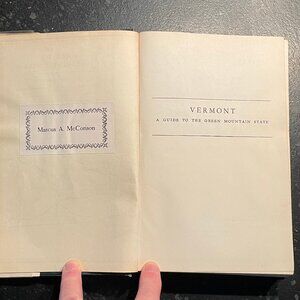 Marcus A. McCorison
VERMONT
A GUIDE TO THE GREEN MOUNTAIN STATE